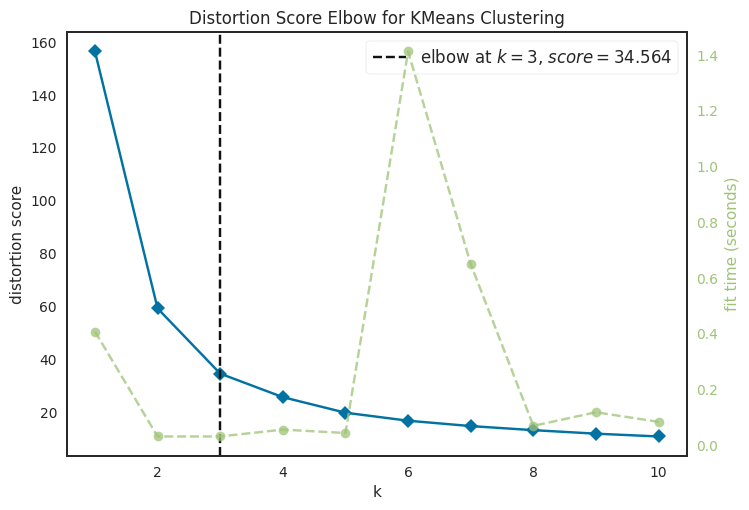 Distortion Score Elbow for KMeans Clustering
elbow at k = 3, score = 34.564
distortion score
160
140
120
100
80
60
40
20
fit time (seconds)
1.4
1.2
1.0
0.8
0.6
0.4
0.2
0.0
2 4 6 8 10
k